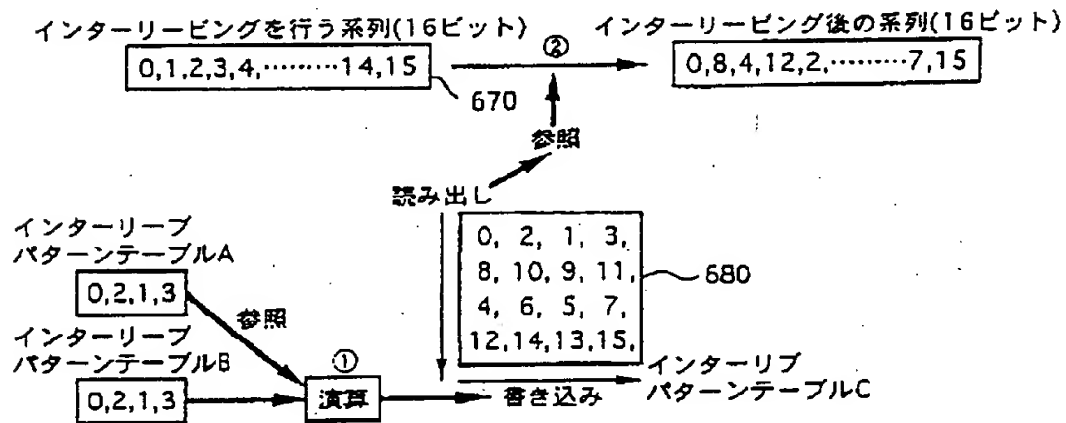 インターリービングを行う系列(16ビット)
0,1,2,3,4,………14,15
670
②
インターリービング後の系列(16ビット)
0,8,4,12,2,………7,15
参照
読み出し
インターリーブ
パターンテーブルA
0,2,1,3
参照
インターリーブ
パターンテーブルB
0,2,1,3
①
演算
0, 2, 1, 3,
8, 10, 9, 11,
4, 6, 5, 7,
12,14,13,15,
680
書き込み
インターリブ
パターンテーブルC